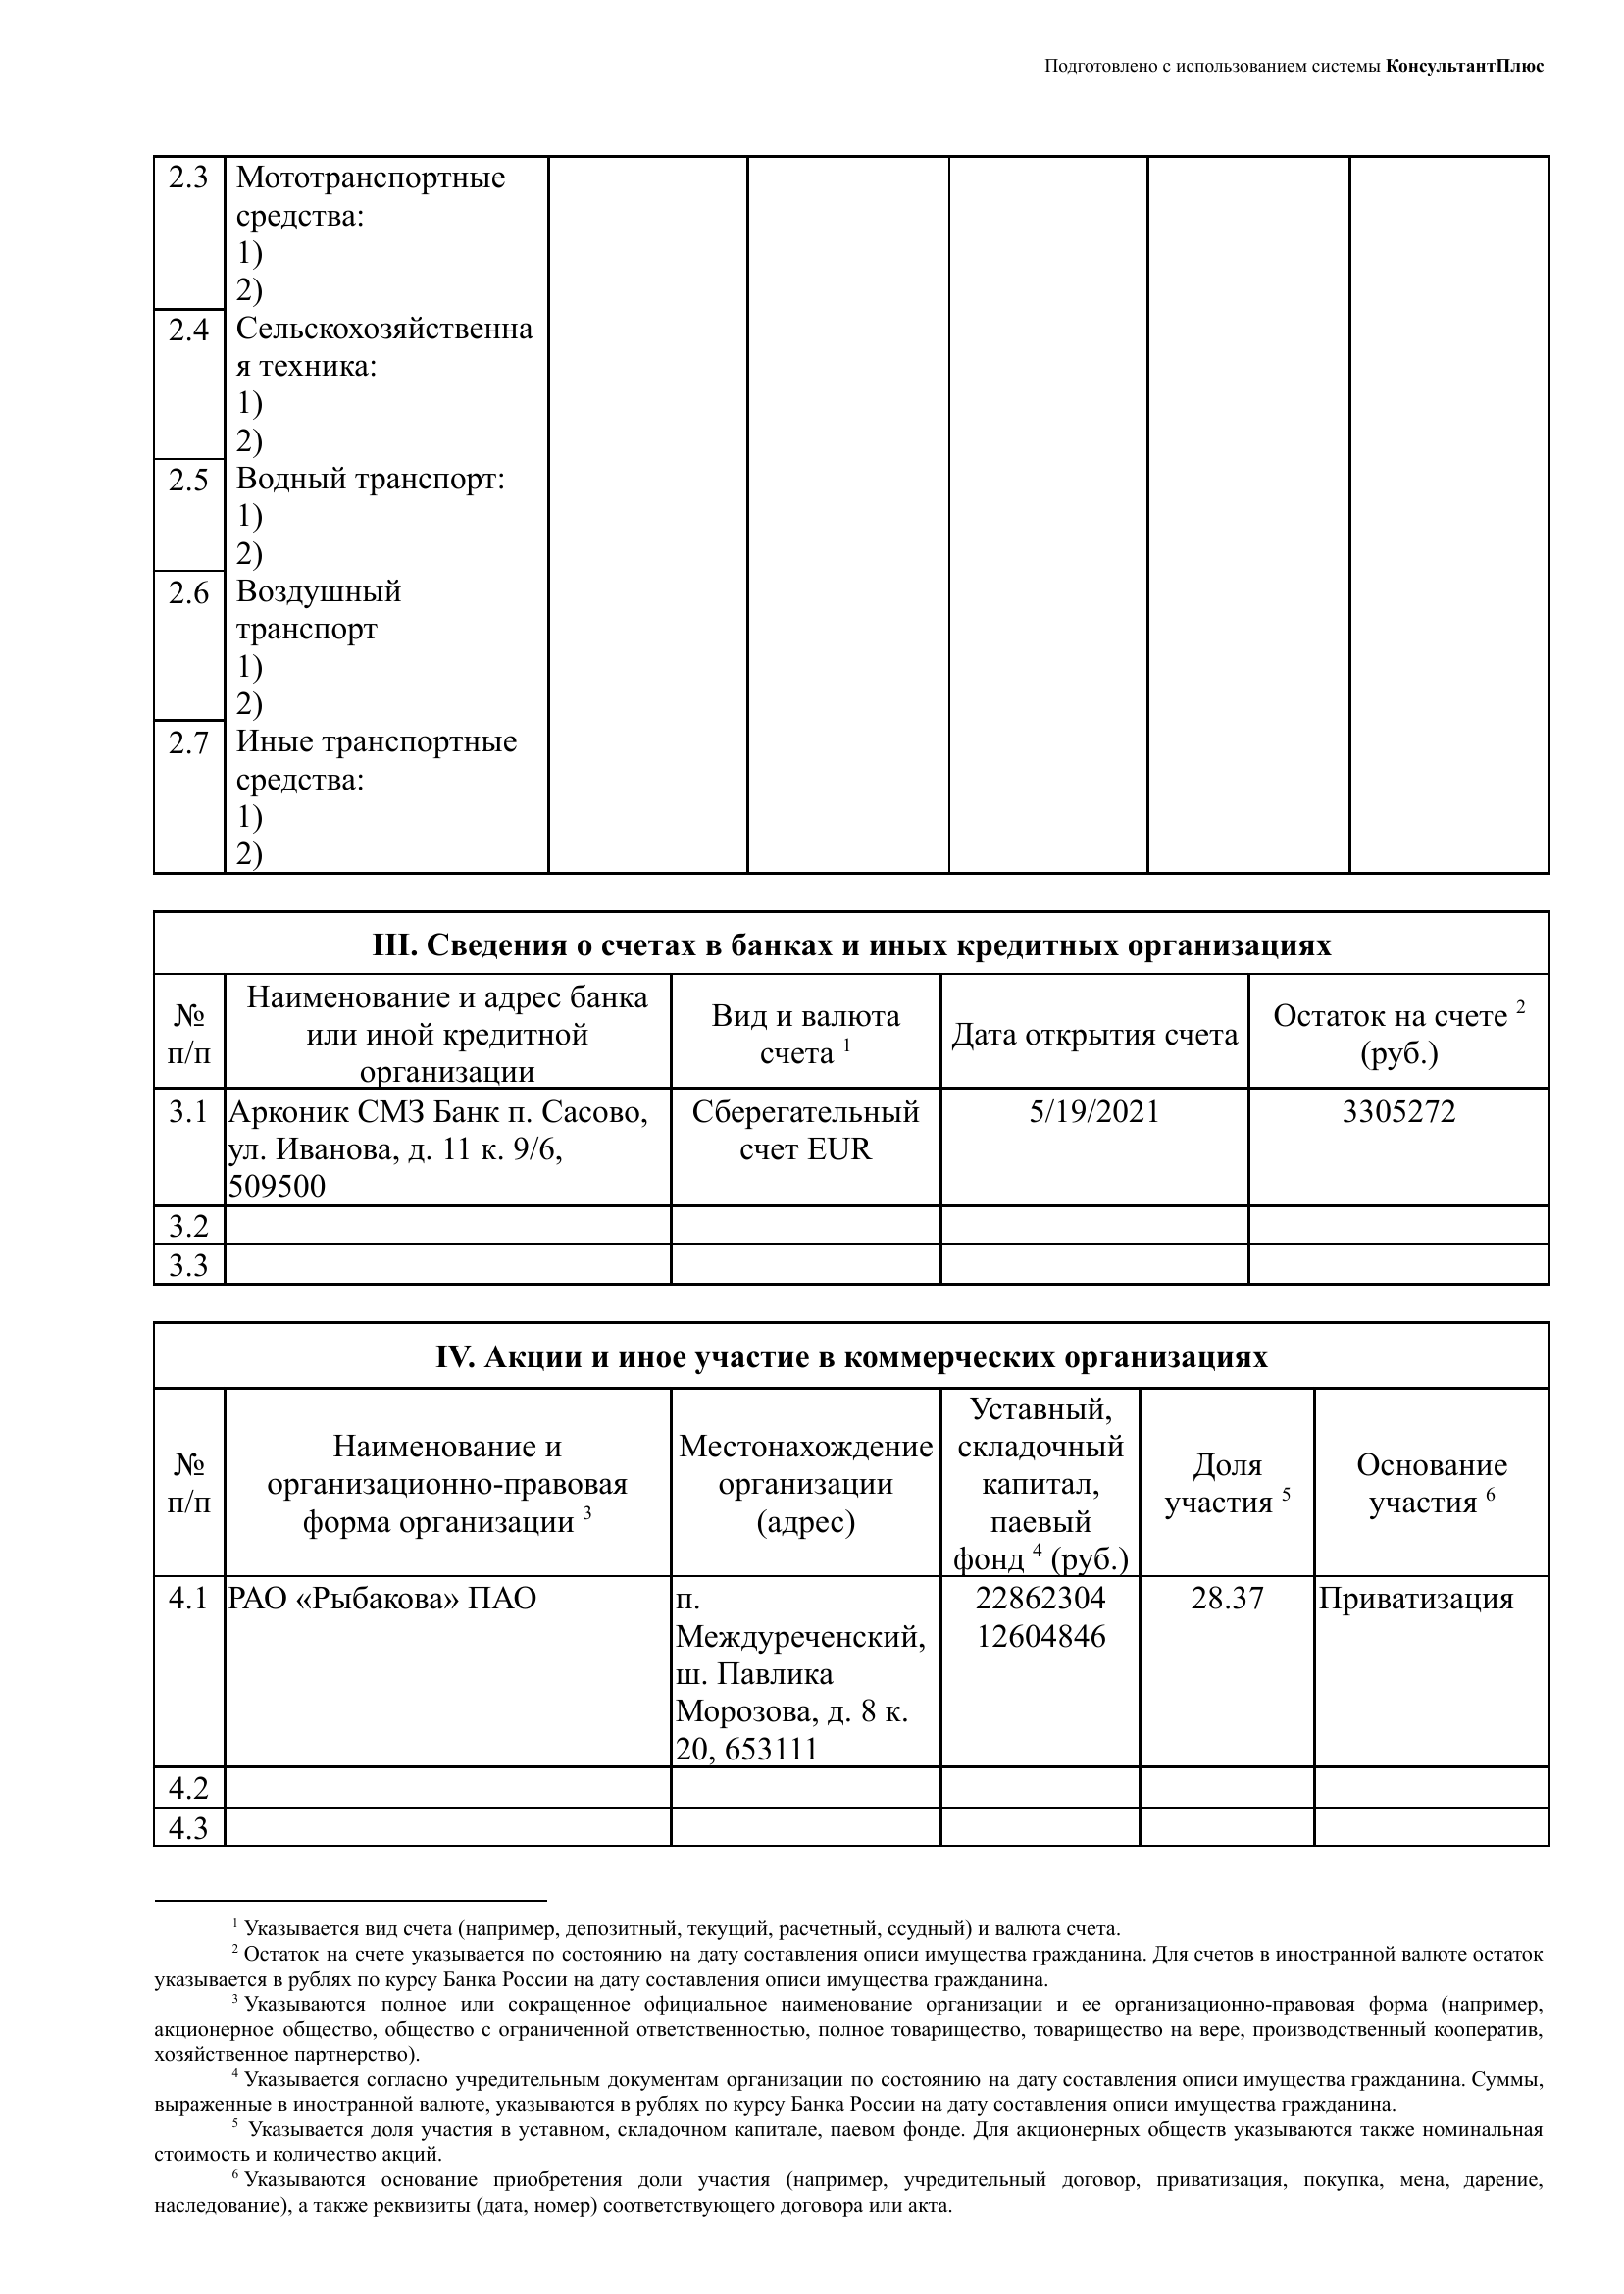 Подготовлено с использованием системы КонсультантПлюс
2.3 Мототранспортные
средства:
1)
2)
2.4 Сельскохозяйственна
я техника:
1)
2)
2.5 Водный транспорт:
1)
2)
2.6 Воздушный
транспорт
1)
2)
2.7 Иные транспортные
средства:
1)
2)
III. Сведения о счетах в банках и иных кредитных организациях
№
п/п
Наименование и адрес банка
или иной кредитной
организации
Вид и валюта
счета 1
Дата открытия счета
Остаток на счете 2
(руб.)
3.1
Арконик СМЗ Банк п. Сасово,
ул. Иванова, д. 11 к. 9/6,
509500
Сберегательный
счет EUR
5/19/2021
3305272
3.2
3.3
IV. Акции и иное участие в коммерческих организациях
№
п/п
Наименование и
организационно-правовая
форма организации 3
Местонахождение
организации
(адрес)
Уставный,
складочный
капитал,
паевый
фонд 4 (руб.)
Доля
участия 5
Основание
участия 6
4.1
РАО «Рыбакова» ПАО
п.
Междуреченский,
ш. Павлика
Морозова, д. 8 к.
20, 653111
22862304
12604846
28.37
Приватизация
4.2
4.3
1 Указывается вид счета (например, депозитный, текущий, расчетный, ссудный) и валюта счета.
2 Остаток на счете указывается по состоянию на дату составления описи имущества гражданина. Для счетов в иностранной валюте остаток
указывается в рублях по курсу Банка России на дату составления описи имущества гражданина.
3 Указываются полное или сокращенное официальное наименование организации и ее организационно-правовая форма (например,
акционерное общество, общество с ограниченной ответственностью, полное товарищество, товарищество на вере, производственный кооператив,
хозяйственное партнерство).
4 Указывается согласно учредительным документам организации по состоянию на дату составления описи имущества гражданина. Суммы,
выраженные в иностранной валюте, указываются в рублях по курсу Банка России на дату составления описи имущества гражданина.
5 Указывается доля участия в уставном, складочном капитале, паевом фонде. Для акционерных обществ указываются также номинальная
стоимость и количество акций.
6 Указываются основание приобретения доли участия (например, учредительный договор, приватизация, покупка, мена, дарение,
наследование), а также реквизиты (дата, номер) соответствующего договора или акта.